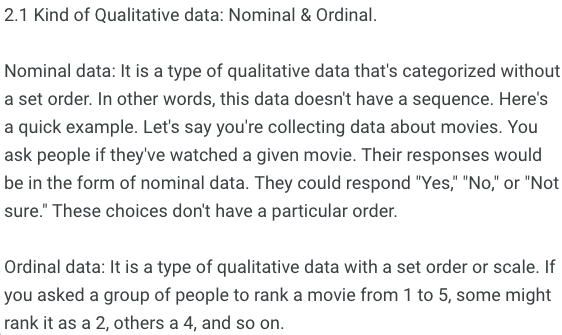 2.1 Kind of Qualitative data: Nominal & Ordinal.
Nominal data: It is a type of qualitative data that's categorized without
a set order. In other words, this data doesn't have a sequence. Here's
a quick example. Let's say you're collecting data about movies. You
ask people if they've watched a given movie. Their responses would
be in the form of nominal data. They could respond "Yes," "No," or "Not
sure." These choices don't have a particular order.
Ordinal data: It is a type of qualitative data with a set order or scale. If
you asked a group of people to rank a movie from 1 to 5, some might
rank it as a 2, others a 4, and so on.